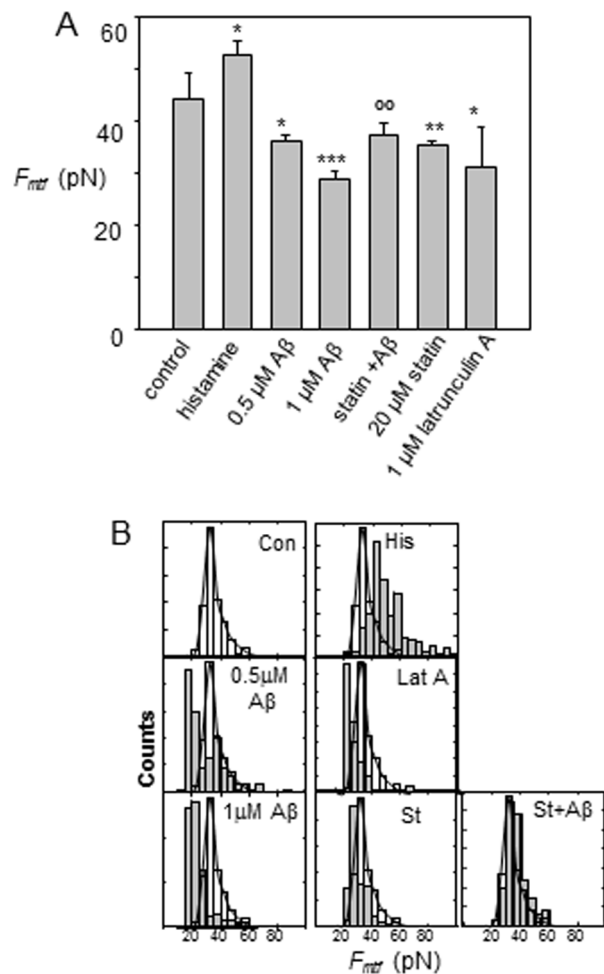 A
60
40
20
0
F_mtf (pN)
*
*
***
oo
**
*
control
histamine
0.5 µM Aβ
1 µM Aβ
statin +Aβ
20 µM statin
1 µM latrunculin A
B
Con
His
0.5µM
Aβ
Lat A
1µM Aβ
St
St+Aβ
Counts
20 40 60 80
20 40 60 80
20 40 60 80
F_mtf (pN)